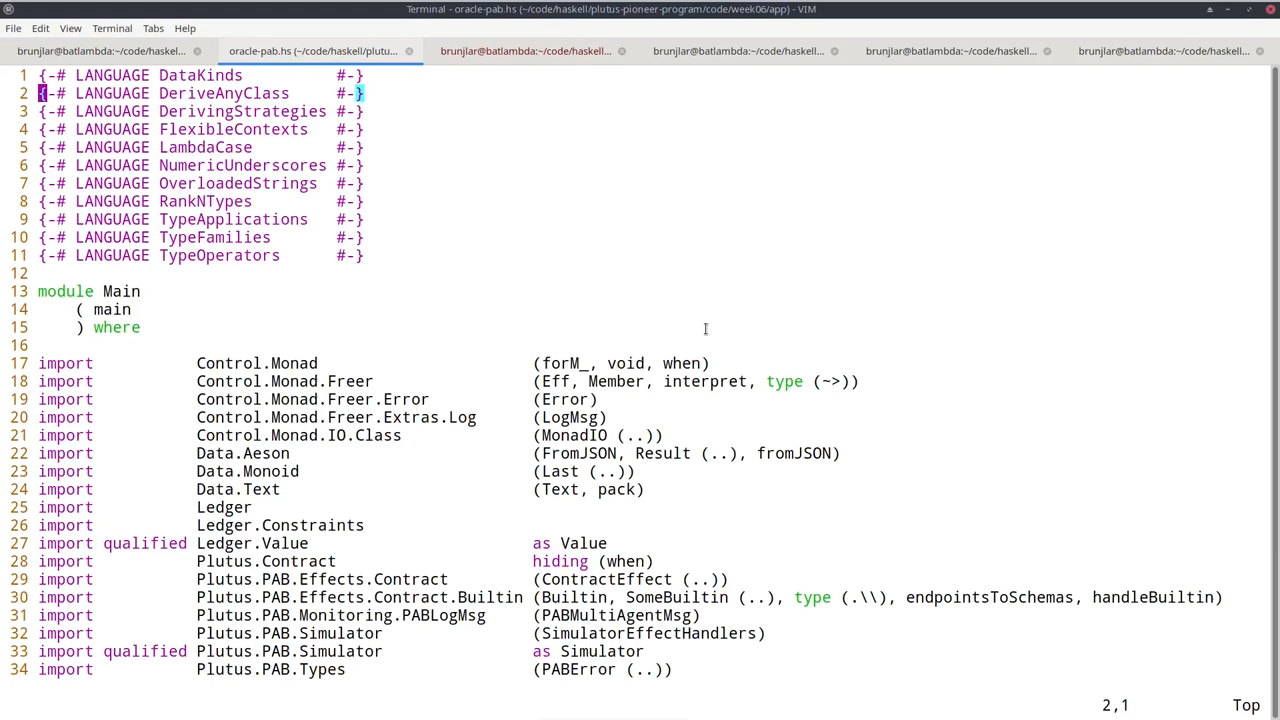 Terminal - oracle-pab.hs (~/code/haskell/plutus-pioneer-program/code/week06/app) - VIM
File Edit View Terminal Tabs Help
brunjlar@batlambda:~/code/haskel... oracle-pab.hs (~/code/haskell/plutu... brunjlar@batlambda:~/code/haskell... brunjlar@batlambda:~/code/haskell... brunjlar@batlambda:~/code/haskell... brunjlar@batlambda:~/code/haskel...
1 {-# LANGUAGE DataKinds #-}
2 {-# LANGUAGE DeriveAnyClass #-}
3 {-# LANGUAGE DerivingStrategies #-}
4 {-# LANGUAGE FlexibleContexts #-}
5 {-# LANGUAGE LambdaCase #-}
6 {-# LANGUAGE NumericUnderscores #-}
7 {-# LANGUAGE OverloadedStrings #-}
8 {-# LANGUAGE RankNTypes #-}
9 {-# LANGUAGE TypeApplications #-}
10 {-# LANGUAGE TypeFamilies #-}
11 {-# LANGUAGE TypeOperators #-}
12
13 module Main
14 ( main
15 ) where
16
17 import Control.Monad (forM_, void, when)
18 import Control.Monad.Freer (Eff, Member, interpret, type (~>))
19 import Control.Monad.Freer.Error (Error)
20 import Control.Monad.Freer.Extras.Log (LogMsg)
21 import Control.Monad.IO.Class (MonadIO (..))
22 import Data.Aeson (FromJSON, Result (..), fromJSON)
23 import Data.Monoid (Last (..))
24 import Data.Text (Text, pack)
25 import Ledger
26 import Ledger.Constraints
27 import qualified Ledger.Value as Value
28 import Plutus.Contract hiding (when)
29 import Plutus.PAB.Effects.Contract (ContractEffect (..))
30 import Plutus.PAB.Effects.Contract.Builtin (Builtin, SomeBuiltin (..), type (.\\), endpointsToSchemas, handleBuiltin)
31 import Plutus.PAB.Monitoring.PABLogMsg (PABMultiAgentMsg)
32 import Plutus.PAB.Simulator (SimulatorEffectHandlers)
33 import qualified Plutus.PAB.Simulator as Simulator
34 import Plutus.PAB.Types (PABError (..))
2,1 Top